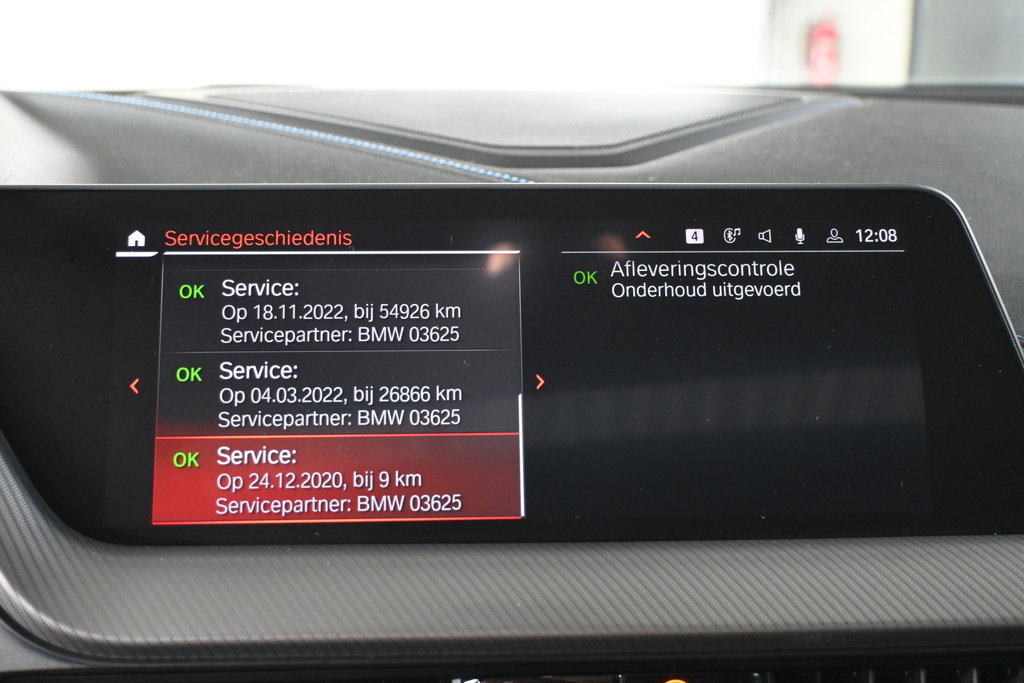 Servicegeschiedenis
4
12:08
OK Service:
Op 18.11.2022, bij 54926 km
Servicepartner: BMW 03625
OK Service:
Op 04.03.2022, bij 26866 km
Servicepartner: BMW 03625
OK Service:
Op 24.12.2020, bij 9 km
Servicepartner: BMW 03625
OK Afleveringscontrole
Onderhoud uitgevoerd